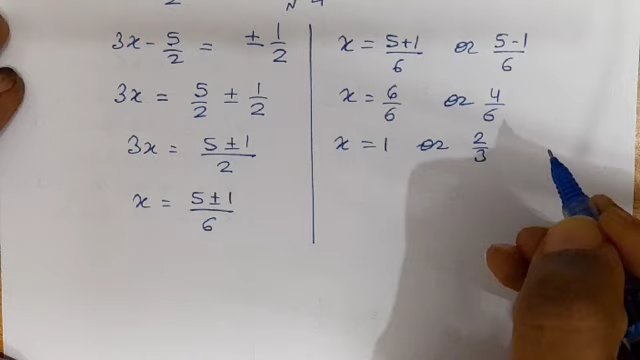 3x - 5/2 = ± 1/2
3x = 5/2 ± 1/2
3x = (5 ± 1)/2
x = (5 ± 1)/6
x = (5+1)/6 or (5-1)/6
x = 6/6 or 4/6
x = 1 or 2/3